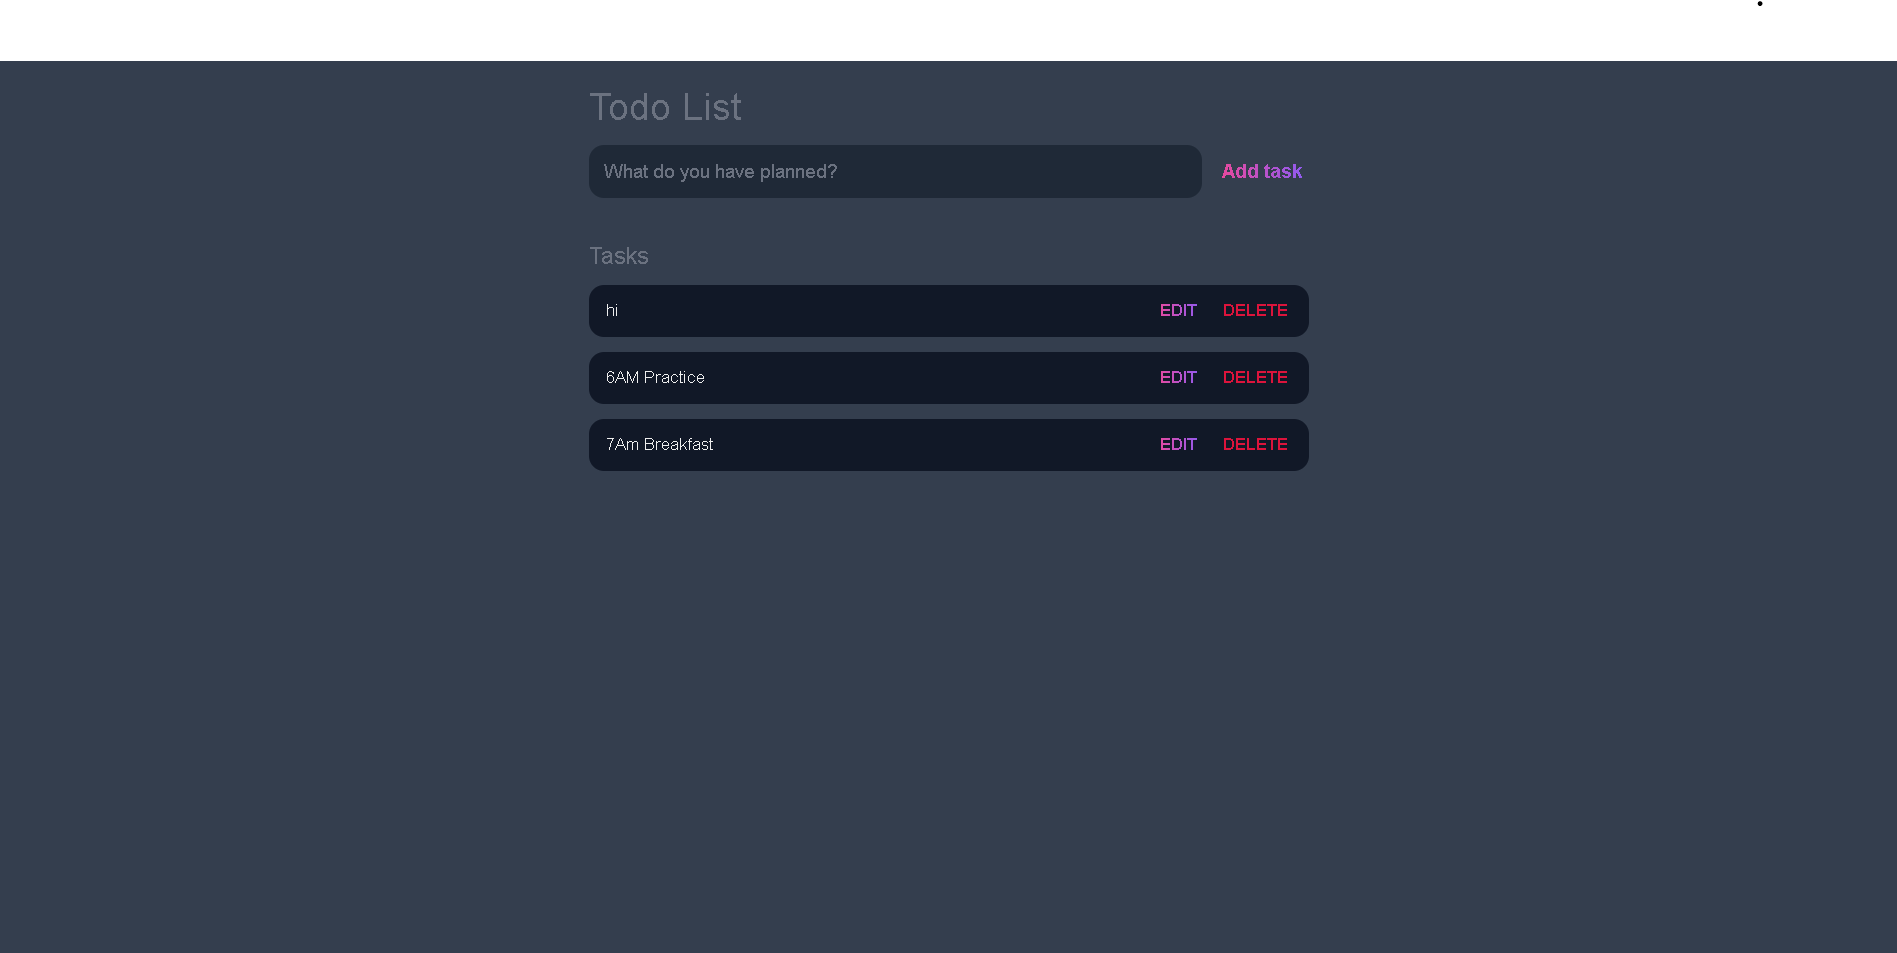 Todo List
What do you have planned?
Add task
Tasks
hi
EDIT
DELETE
6AM Practice
EDIT
DELETE
7Am Breakfast
EDIT
DELETE